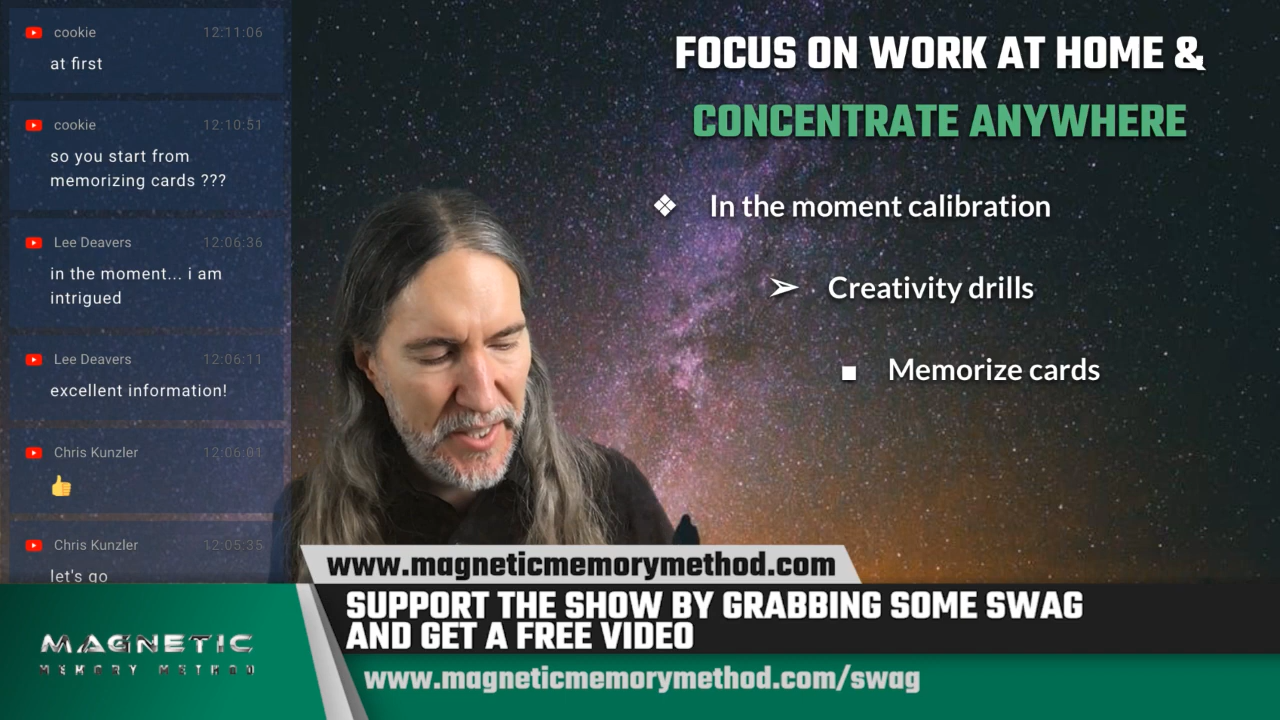 cookie 12:11:06
at first
cookie 12:10:51
so you start from
memorizing cards ???
Lee Deavers 12:06:36
in the moment... i am
intrigued
Lee Deavers 12:06:11
excellent information!
Chris Kunzler 12:06:01
👍
Chris Kunzler 12:05:35
let's go
FOCUS ON WORK AT HOME &
CONCENTRATE ANYWHERE
❖ In the moment calibration
➢ Creativity drills
▪ Memorize cards
www.magneticmemorymethod.com
SUPPORT THE SHOW BY GRABBING SOME SWAG
AND GET A FREE VIDEO
www.magneticmemorymethod.com/swag
MAGNETIC
MEMORY METHOD